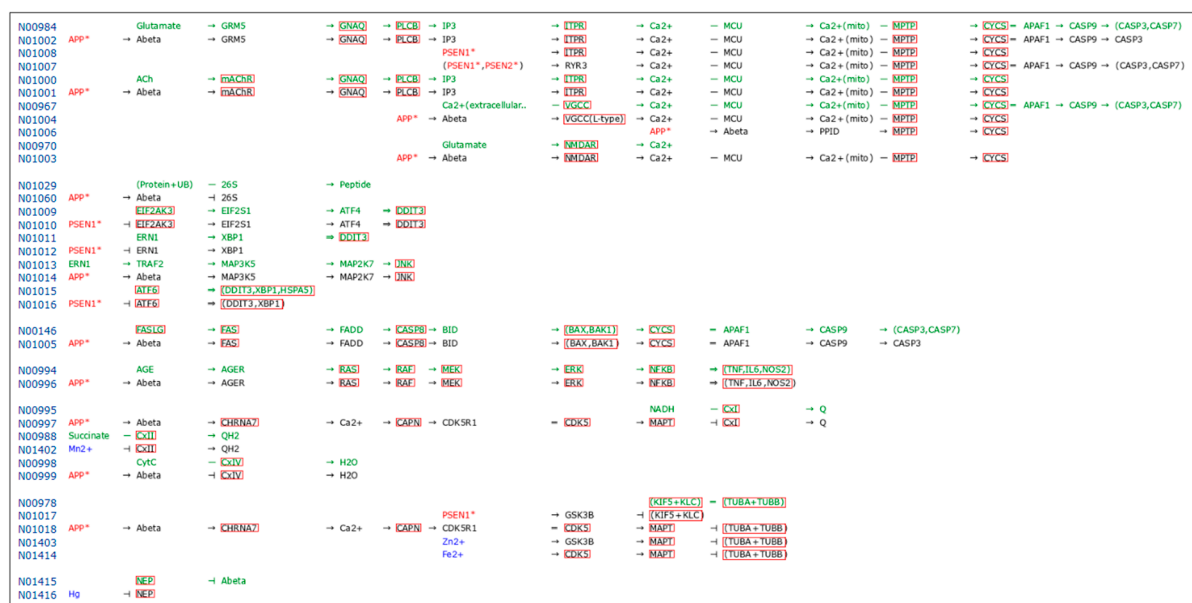 N00984 Glutamate → GRM5 → GNAQ → PLCB → IP3 → ITPR → Ca2+ — MCU → Ca2+(mito) — MPTP → CYCS = APAF1 → CASP9 → (CASP3,CASP7)
N01002 APP* → Abeta → GRM5 → GNAQ → PLCB → IP3 → ITPR → Ca2+ — MCU → Ca2+(mito) — MPTP → CYCS = APAF1 → CASP9 → CASP3
N01008 PSEN1* → ITPR → Ca2+ — MCU → Ca2+(mito) — MPTP → CYCS
N01007 (PSEN1*,PSEN2*) → RYR3 → Ca2+ — MCU → Ca2+(mito) — MPTP → CYCS = APAF1 → CASP9 → (CASP3,CASP7)
N01000 ACh → mAChR → GNAQ → PLCB → IP3 → ITPR → Ca2+ — MCU → Ca2+(mito) — MPTP → CYCS
N01001 APP* → Abeta → mAChR → GNAQ → PLCB → IP3 → ITPR → Ca2+ — MCU → Ca2+(mito) — MPTP → CYCS
N00967 Ca2+(extracellular.. — VGCC → Ca2+ — MCU → Ca2+(mito) — MPTP → CYCS = APAF1 → CASP9 → (CASP3,CASP7)
N01004 APP* → Abeta → VGCC(L-type) → Ca2+ — MCU → Ca2+(mito) — MPTP → CYCS
N01006 APP* → Abeta → PPID → MPTP → CYCS
N00970 Glutamate → NMDAR → Ca2+
N01003 APP* → Abeta → NMDAR → Ca2+ — MCU → Ca2+(mito) — MPTP → CYCS
N01029 (Protein+UB) — 26S → Peptide
N01060 APP* → Abeta ⊣ 26S
N01009 EIF2AK3 → EIF2S1 → ATF4 ⇒ DDIT3
N01010 PSEN1* ⊣ EIF2AK3 → EIF2S1 → ATF4 ⇒ DDIT3
N01011 ERN1 → XBP1 ⇒ DDIT3
N01012 PSEN1* ⊣ ERN1 → XBP1
N01013 ERN1 → TRAF2 → MAP3K5 → MAP2K7 → JNK
N01014 APP* → Abeta → MAP3K5 → MAP2K7 → JNK
N01015 ATF6 ⇒ (DDIT3,XBP1,HSPA5)
N01016 PSEN1* ⊣ ATF6 ⇒ (DDIT3,XBP1)
N00146 FASLG → FAS → FADD → CASP8 → BID → (BAX,BAK1) → CYCS = APAF1 → CASP9 → (CASP3,CASP7)
N01005 APP* → Abeta → FAS → FADD → CASP8 → BID → (BAX,BAK1) → CYCS = APAF1 → CASP9 → CASP3
N00994 AGE → AGER → RAS → RAF → MEK → ERK → NFKB ⇒ (TNF,IL6,NOS2)
N00996 APP* → Abeta → AGER → RAS → RAF → MEK → ERK → NFKB ⇒ (TNF,IL6,NOS2)
N00995 NADH — CxI → Q
N00997 APP* → Abeta → CHRNA7 → Ca2+ → CAPN → CDK5R1 = CDK5 → MAPT ⊣ CxI → Q
N00988 Succinate — CxII → QH2
N01402 Mn2+ ⊣ CxII → QH2
N00998 CytC — CxIV → H2O
N00999 APP* → Abeta ⊣ CxIV → H2O
N00978 (KIF5+KLC) = (TUBA+TUBB)
N01017 PSEN1* → GSK3B ⊣ (KIF5+KLC)
N01018 APP* → Abeta → CHRNA7 → Ca2+ → CAPN → CDK5R1 = CDK5 → MAPT ⊣ (TUBA+TUBB)
N01403 Zn2+ → GSK3B → MAPT ⊣ (TUBA+TUBB)
N01414 Fe2+ → CDK5 → MAPT ⊣ (TUBA+TUBB)
N01415 NEP ⊣ Abeta
N01416 Hg ⊣ NEP